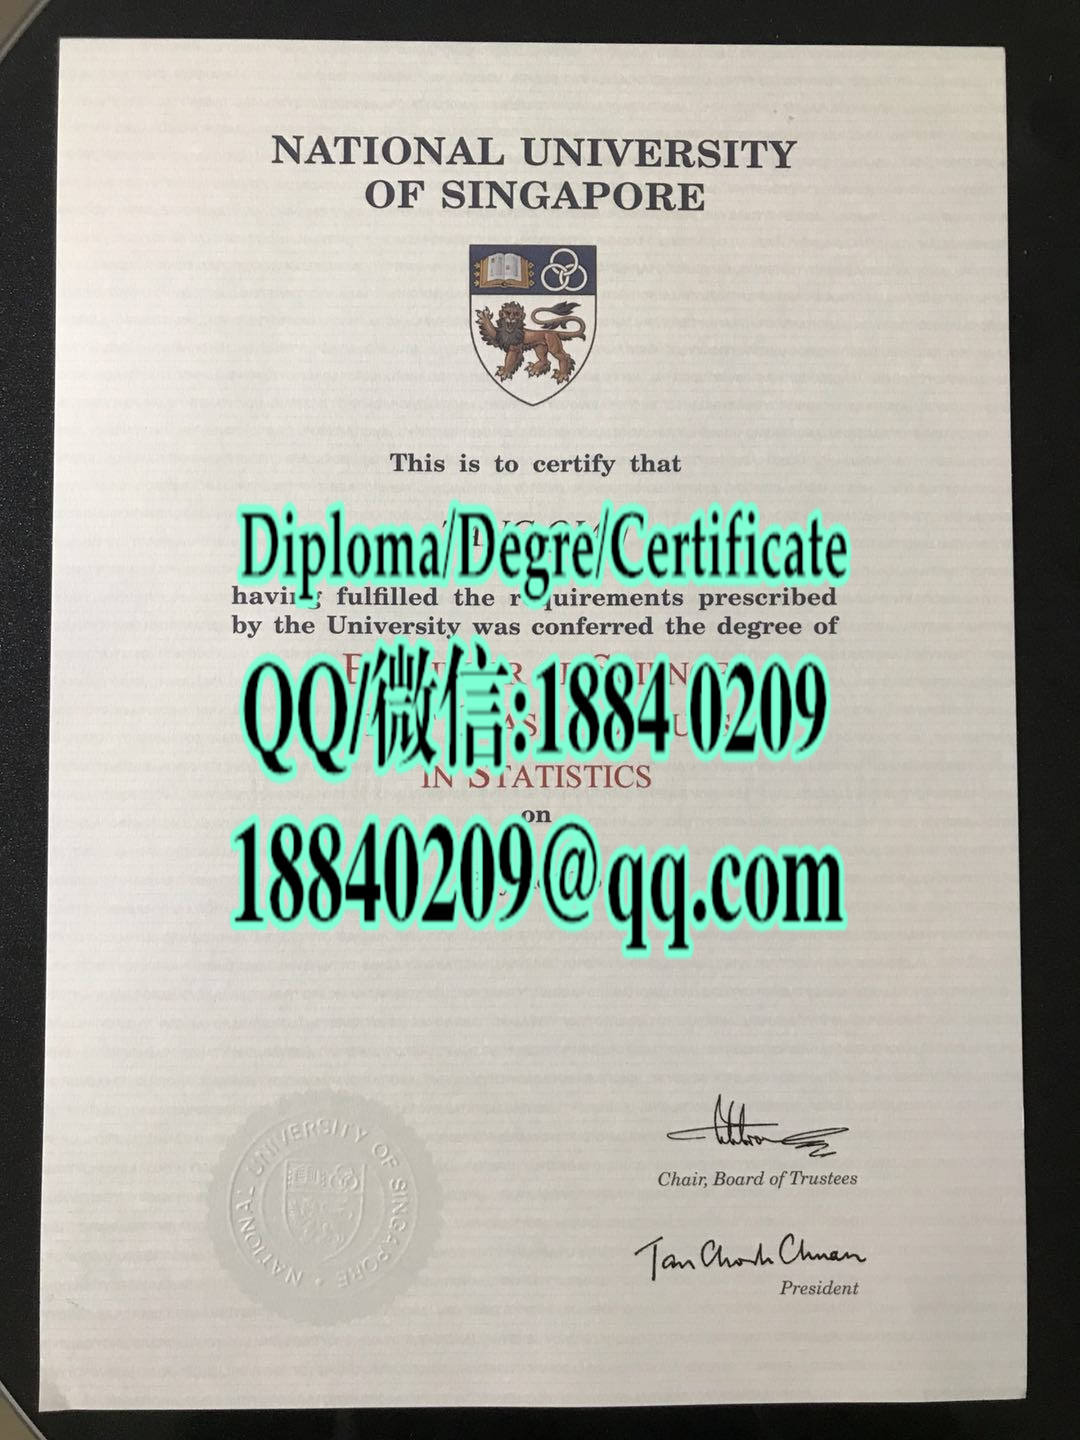 NATIONAL UNIVERSITY
OF SINGAPORE
This is to certify that
Diploma/Degre/Certificate
fulfilled the requirements prescribed
by the University was conferred the degree of
QQ/微信:1884 0209
IN STATISTICS
on
18840209@qq.com
NATIONAL UNIVERSITY OF SINGAPORE
Chair, Board of Trustees
Tan Chorh Chuan
President